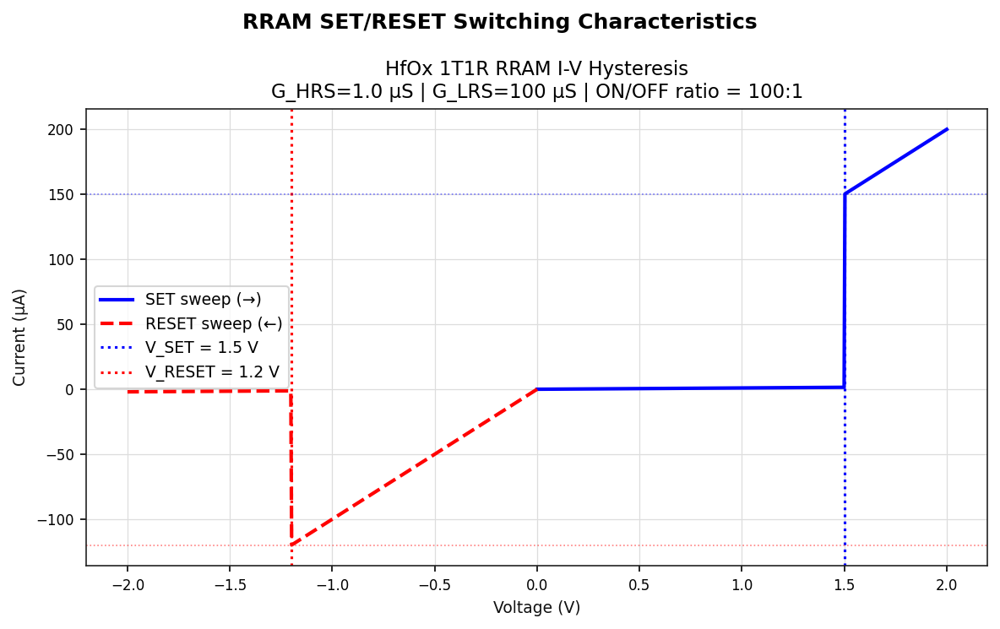 RRAM SET/RESET Switching Characteristics
HfOx 1T1R RRAM I-V Hysteresis
G_HRS=1.0 µS | G_LRS=100 µS | ON/OFF ratio = 100:1
200
150
100
50
0
−50
−100
Current (µA)
SET sweep (→)
RESET sweep (←)
V_SET = 1.5 V
V_RESET = 1.2 V
−2.0 −1.5 −1.0 −0.5 0.0 0.5 1.0 1.5 2.0
Voltage (V)